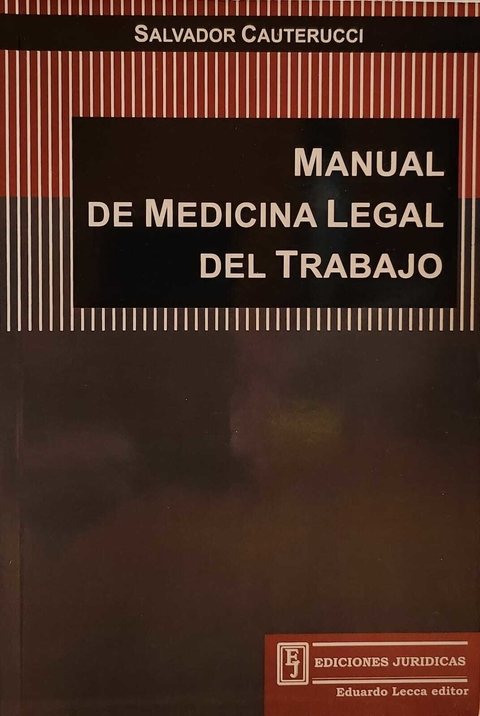 SALVADOR CAUTERUCCI
MANUAL
DE MEDICINA LEGAL
DEL TRABAJO
EJ
EDICIONES JURIDICAS
Eduardo Lecca editor